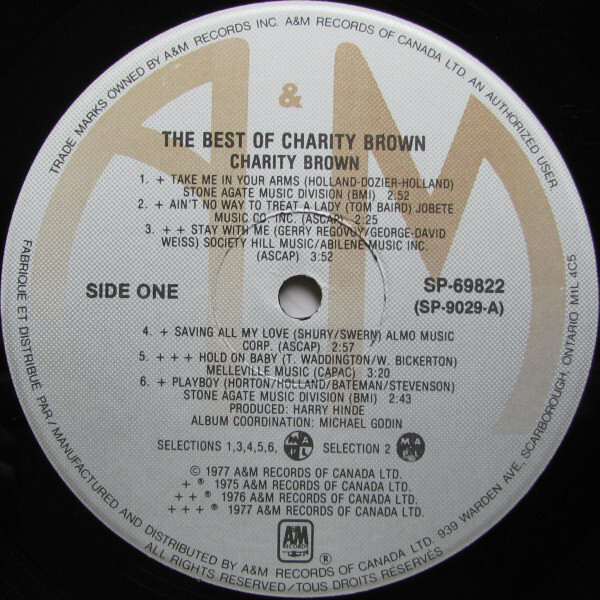 TRADE MARKS OWNED BY A&M RECORDS INC. A&M RECORDS OF CANADA LTD. AN AUTHORIZED USER
&
A M
THE BEST OF CHARITY BROWN
CHARITY BROWN
1. + TAKE ME IN YOUR ARMS (HOLLAND-DOZIER-HOLLAND)
STONE AGATE MUSIC DIVISION (BMI) 2:52
2. + AIN'T NO WAY TO TREAT A LADY (TOM BAIRD) JOBETE
MUSIC CO. INC. (ASCAP) 2:25
3. + + STAY WITH ME (GERRY REGOVUY/GEORGE-DAVID
WEISS) SOCIETY HILL MUSIC/ABILENE MUSIC INC.
(ASCAP) 3:52
SIDE ONE
SP-69822
(SP-9029-A)
4. + SAVING ALL MY LOVE (SHURY/SWERN) ALMO MUSIC
CORP. (ASCAP) 2:57
5. + + + HOLD ON BABY (T. WADDINGTON/W. BICKERTON)
MELLEVILLE MUSIC (CAPAC) 3:20
6. + PLAYBOY (HORTON/HOLLAND/BATEMAN/STEVENSON)
STONE AGATE MUSIC DIVISION (BMI) 2:43
PRODUCED: HARRY HINDE
ALBUM COORDINATION: MICHAEL GODIN
SELECTIONS 1,3,4,5,6, M A P L SELECTION 2 M A P L
© 1977 A&M RECORDS OF CANADA LTD.
+ ℗ 1975 A&M RECORDS OF CANADA LTD.
+ + ℗ 1976 A&M RECORDS OF CANADA LTD.
+ + + ℗ 1977 A&M RECORDS OF CANADA LTD.
A&M
RECORDS
®
FABRIQUE ET DISTRIBUÉ PAR/MANUFACTURED AND DISTRIBUTED BY A&M RECORDS OF CANADA LTD. 939 WARDEN AVE, SCARBOROUGH, ONTARIO M1L 4C5
ALL RIGHTS RESERVED/TOUS DROITS RESERVÉS